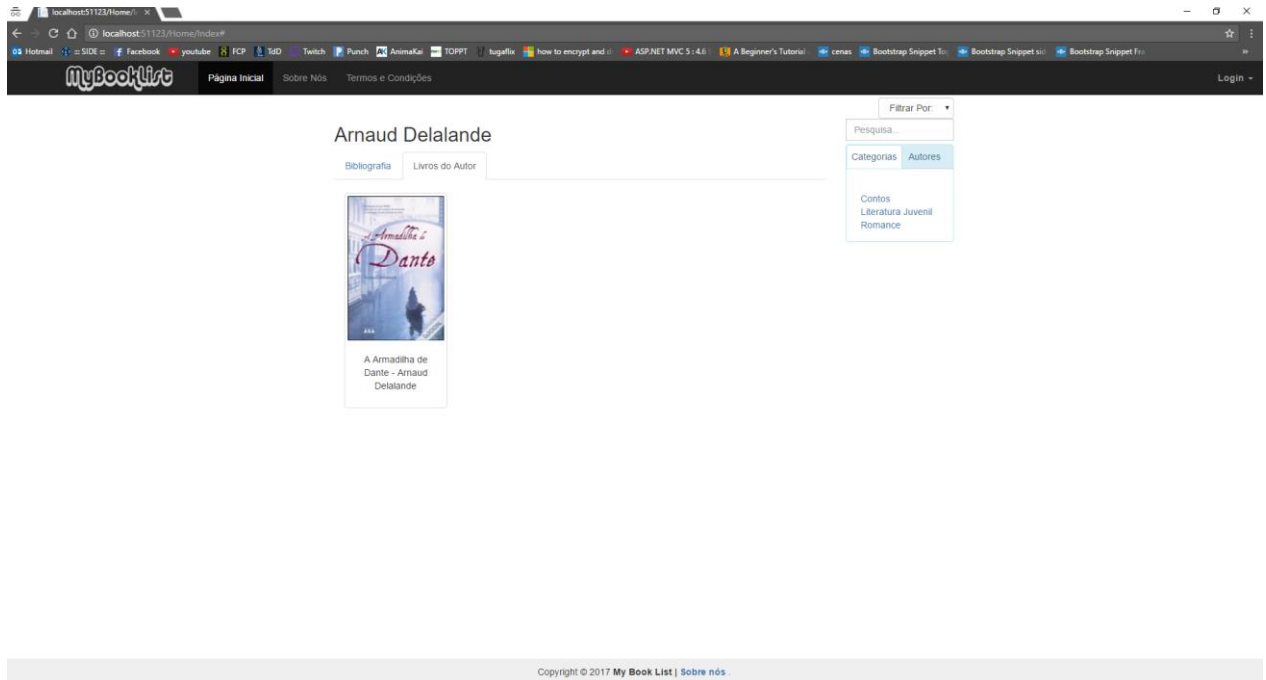 localhost:51123/Home/I
localhost:51123/Home/Index#
Hotmail :: SIDE :: Facebook youtube FCP TdD Twitch Punch AnimaKai TOPPT tugaflix how to encrypt and d ASP.NET MVC 5 : 4.6 : A Beginner's Tutorial cenas Bootstrap Snippet To Bootstrap Snippet sid Bootstrap Snippet Fra
MyBookList Página Inicial Sobre Nós Termos e Condições Login
Filtrar Por:
Pesquisa...
Arnaud Delalande
Bibliografia Livros do Autor
Categorias Autores
Contos
Literatura Juvenil
Romance
A Armadilha de
Dante
A Armadilha de
Dante - Arnaud
Delalande
Copyright © 2017 My Book List | Sobre nós .